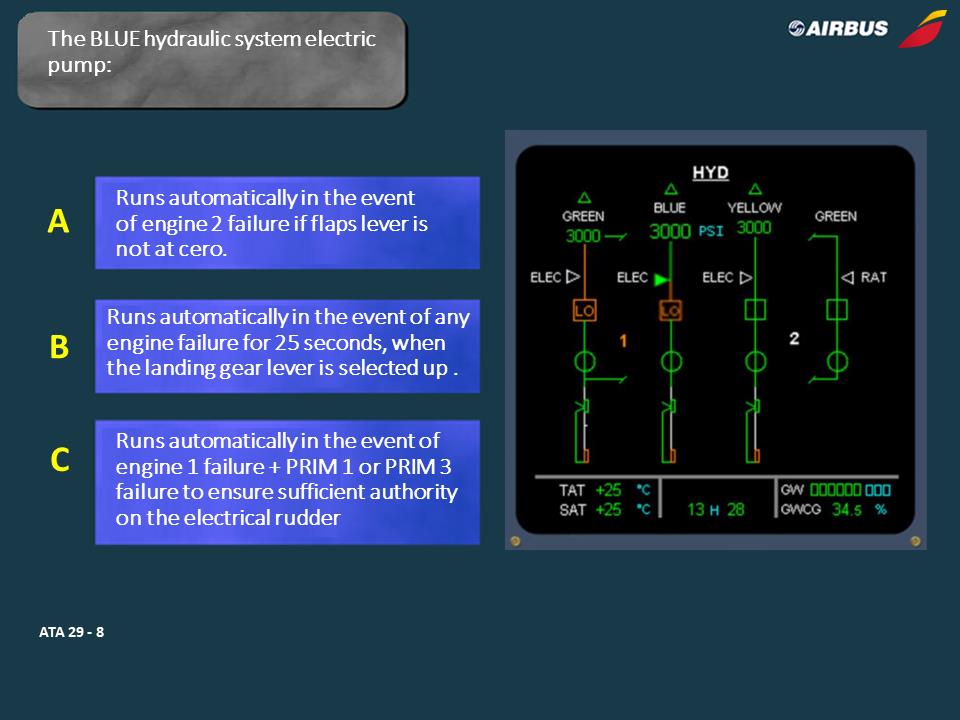 The BLUE hydraulic system electric
pump:
AIRBUS
A
Runs automatically in the event
of engine 2 failure if flaps lever is
not at cero.
B
Runs automatically in the event of any
engine failure for 25 seconds, when
the landing gear lever is selected up .
C
Runs automatically in the event of
engine 1 failure + PRIM 1 or PRIM 3
failure to ensure sufficient authority
on the electrical rudder
HYD
GREEN BLUE YELLOW GREEN
3000 3000 PSI 3000
ELEC ELEC ELEC RAT
LO LO
1 2
TAT +25 °C GW
SAT +25 °C 13 H 28 GWCG 34.5 %
ATA 29 - 8